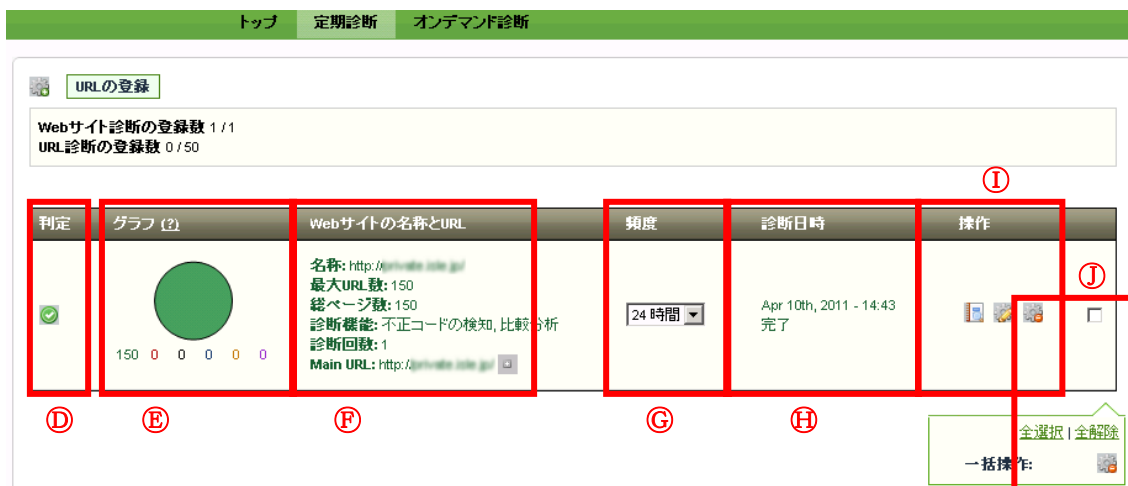 トップ 定期診断 オンデマンド診断
URLの登録
Webサイト診断の登録数 1 / 1
URL診断の登録数 0 / 50
Ⓘ
判定 グラフ (?) Webサイトの名称とURL 頻度 診断日時 操作
名称: http://
最大URL数: 150
総ページ数: 150
診断機能: 不正コードの検知, 比較分析
診断回数: 1
Main URL: http:/
150 0 0 0 0 0
24 時間
Apr 10th, 2011 - 14:43
完了
Ⓙ
Ⓓ Ⓔ Ⓕ Ⓖ Ⓗ
全選択 | 全解除
一括操作: